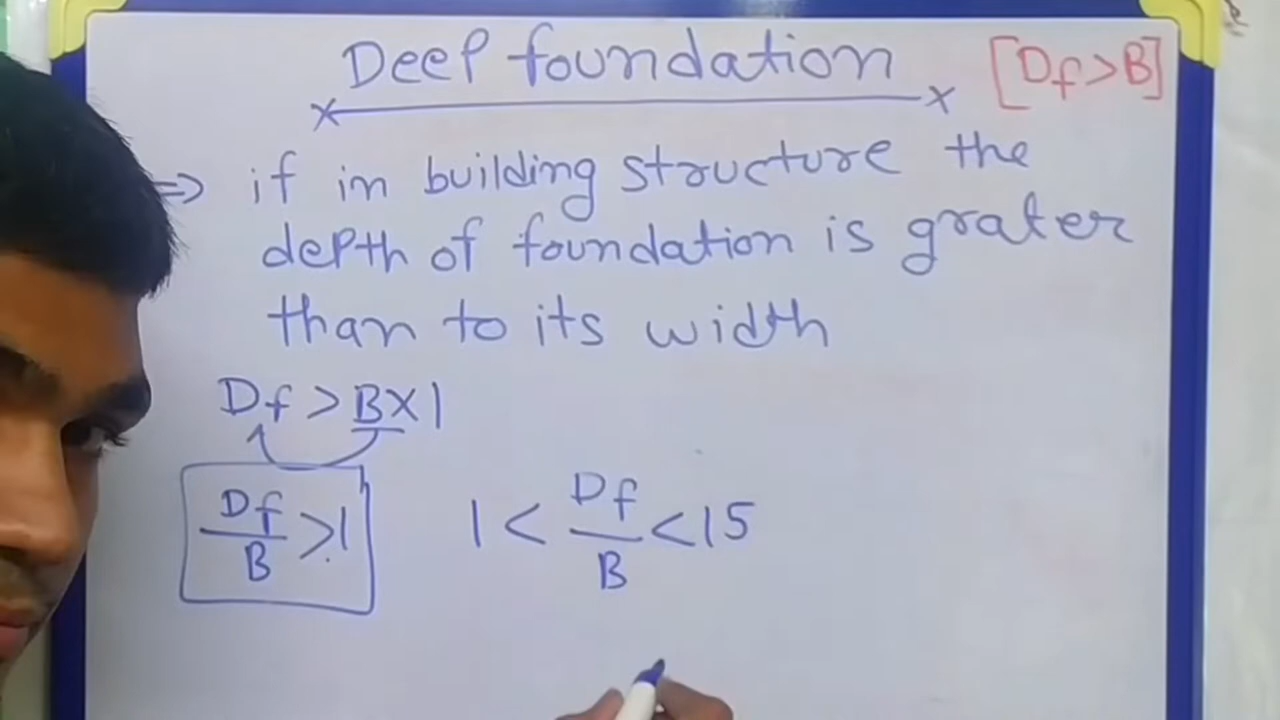 Deep foundation [Df>B]
⇒ if in building structure the
depth of foundation is grater
than to its width
Df > B×1
Df/B >1
1 < Df/B < 15